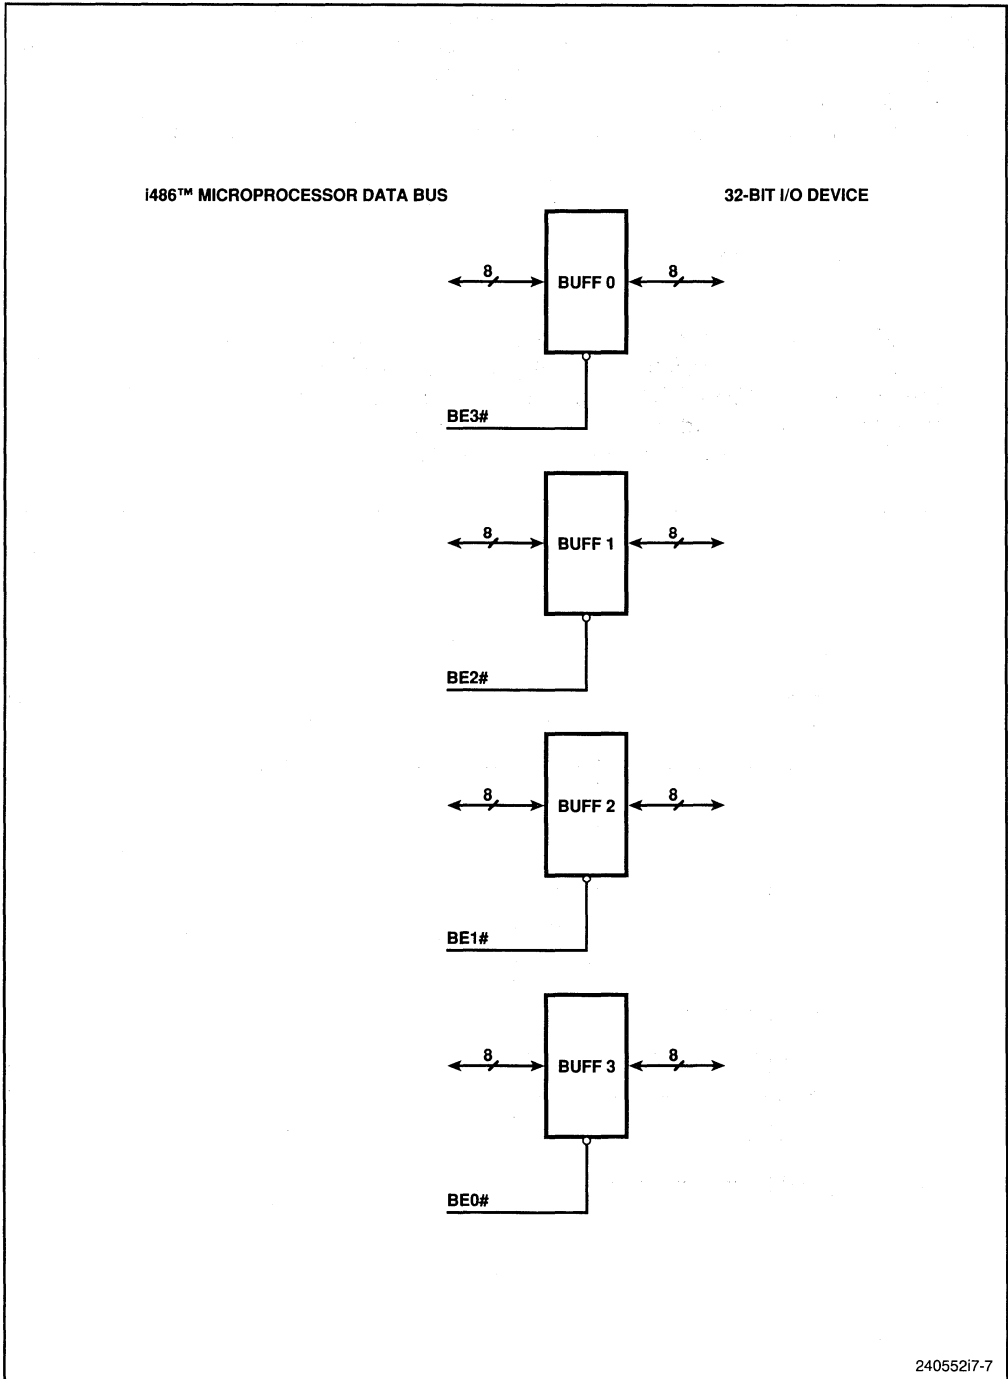 i486™ MICROPROCESSOR DATA BUS
32-BIT I/O DEVICE
8
BUFF 0
8
BE3#
8
BUFF 1
8
BE2#
8
BUFF 2
8
BE1#
8
BUFF 3
8
BE0#
240552i7-7